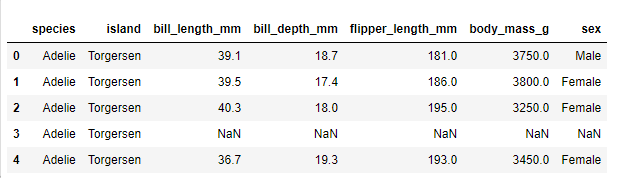 species island bill_length_mm bill_depth_mm flipper_length_mm body_mass_g sex
0 Adelie Torgersen 39.1 18.7 181.0 3750.0 Male
1 Adelie Torgersen 39.5 17.4 186.0 3800.0 Female
2 Adelie Torgersen 40.3 18.0 195.0 3250.0 Female
3 Adelie Torgersen NaN NaN NaN NaN NaN
4 Adelie Torgersen 36.7 19.3 193.0 3450.0 Female